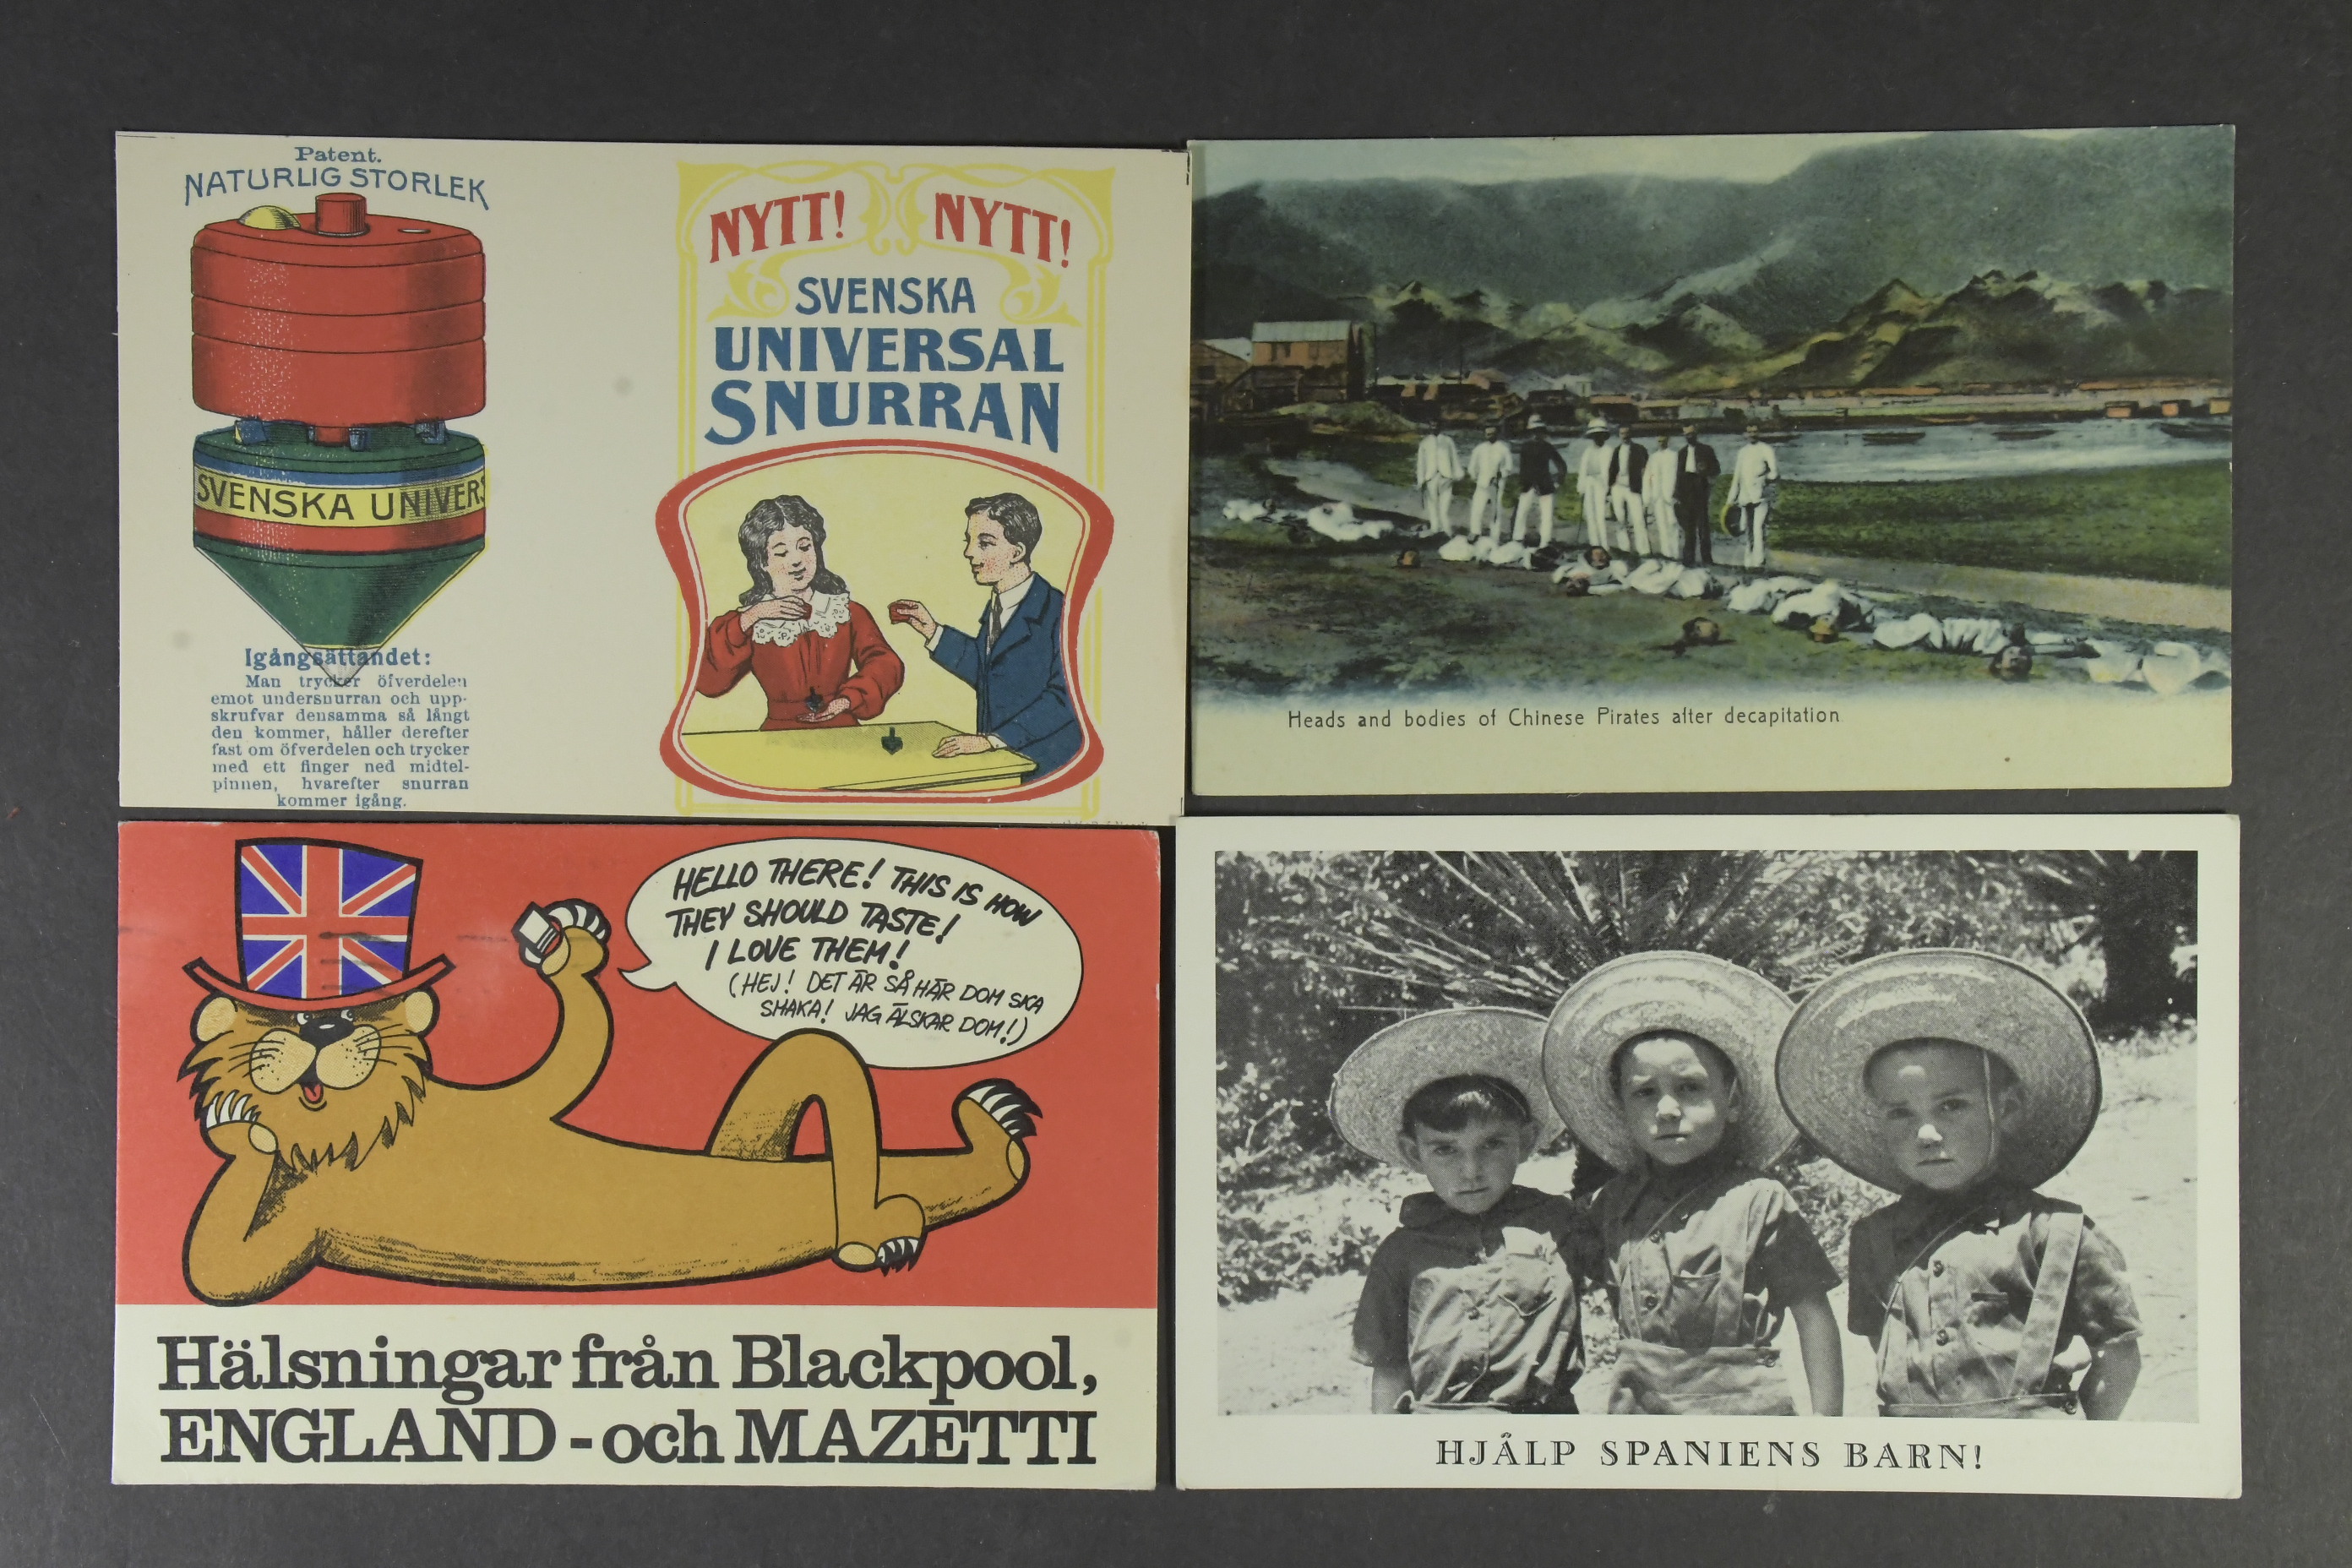 Patent.
NATURLIG STORLEK
SVENSKA UNIVERS
Igångsättandet:
Man trycker öfverdelen
emot undersnurran och upp-
skrufvar densamma så långt
den kommer, håller derefter
fast om öfverdelen och trycker
med ett finger ned midtel-
pinnen, hvarefter snurran
kommer igång.
NYTT! NYTT!
SVENSKA
UNIVERSAL
SNURRAN
Heads and bodies of Chinese Pirates after decapitation.
HELLO THERE! THIS IS HOW
THEY SHOULD TASTE!
I LOVE THEM!
(HEJ! DET ÄR SÅ HÄR DOM SKA
SMAKA! JAG ÄLSKAR DOM!)
Hälsningar från Blackpool,
ENGLAND - och MAZETTI
HJÄLP SPANIENS BARN!